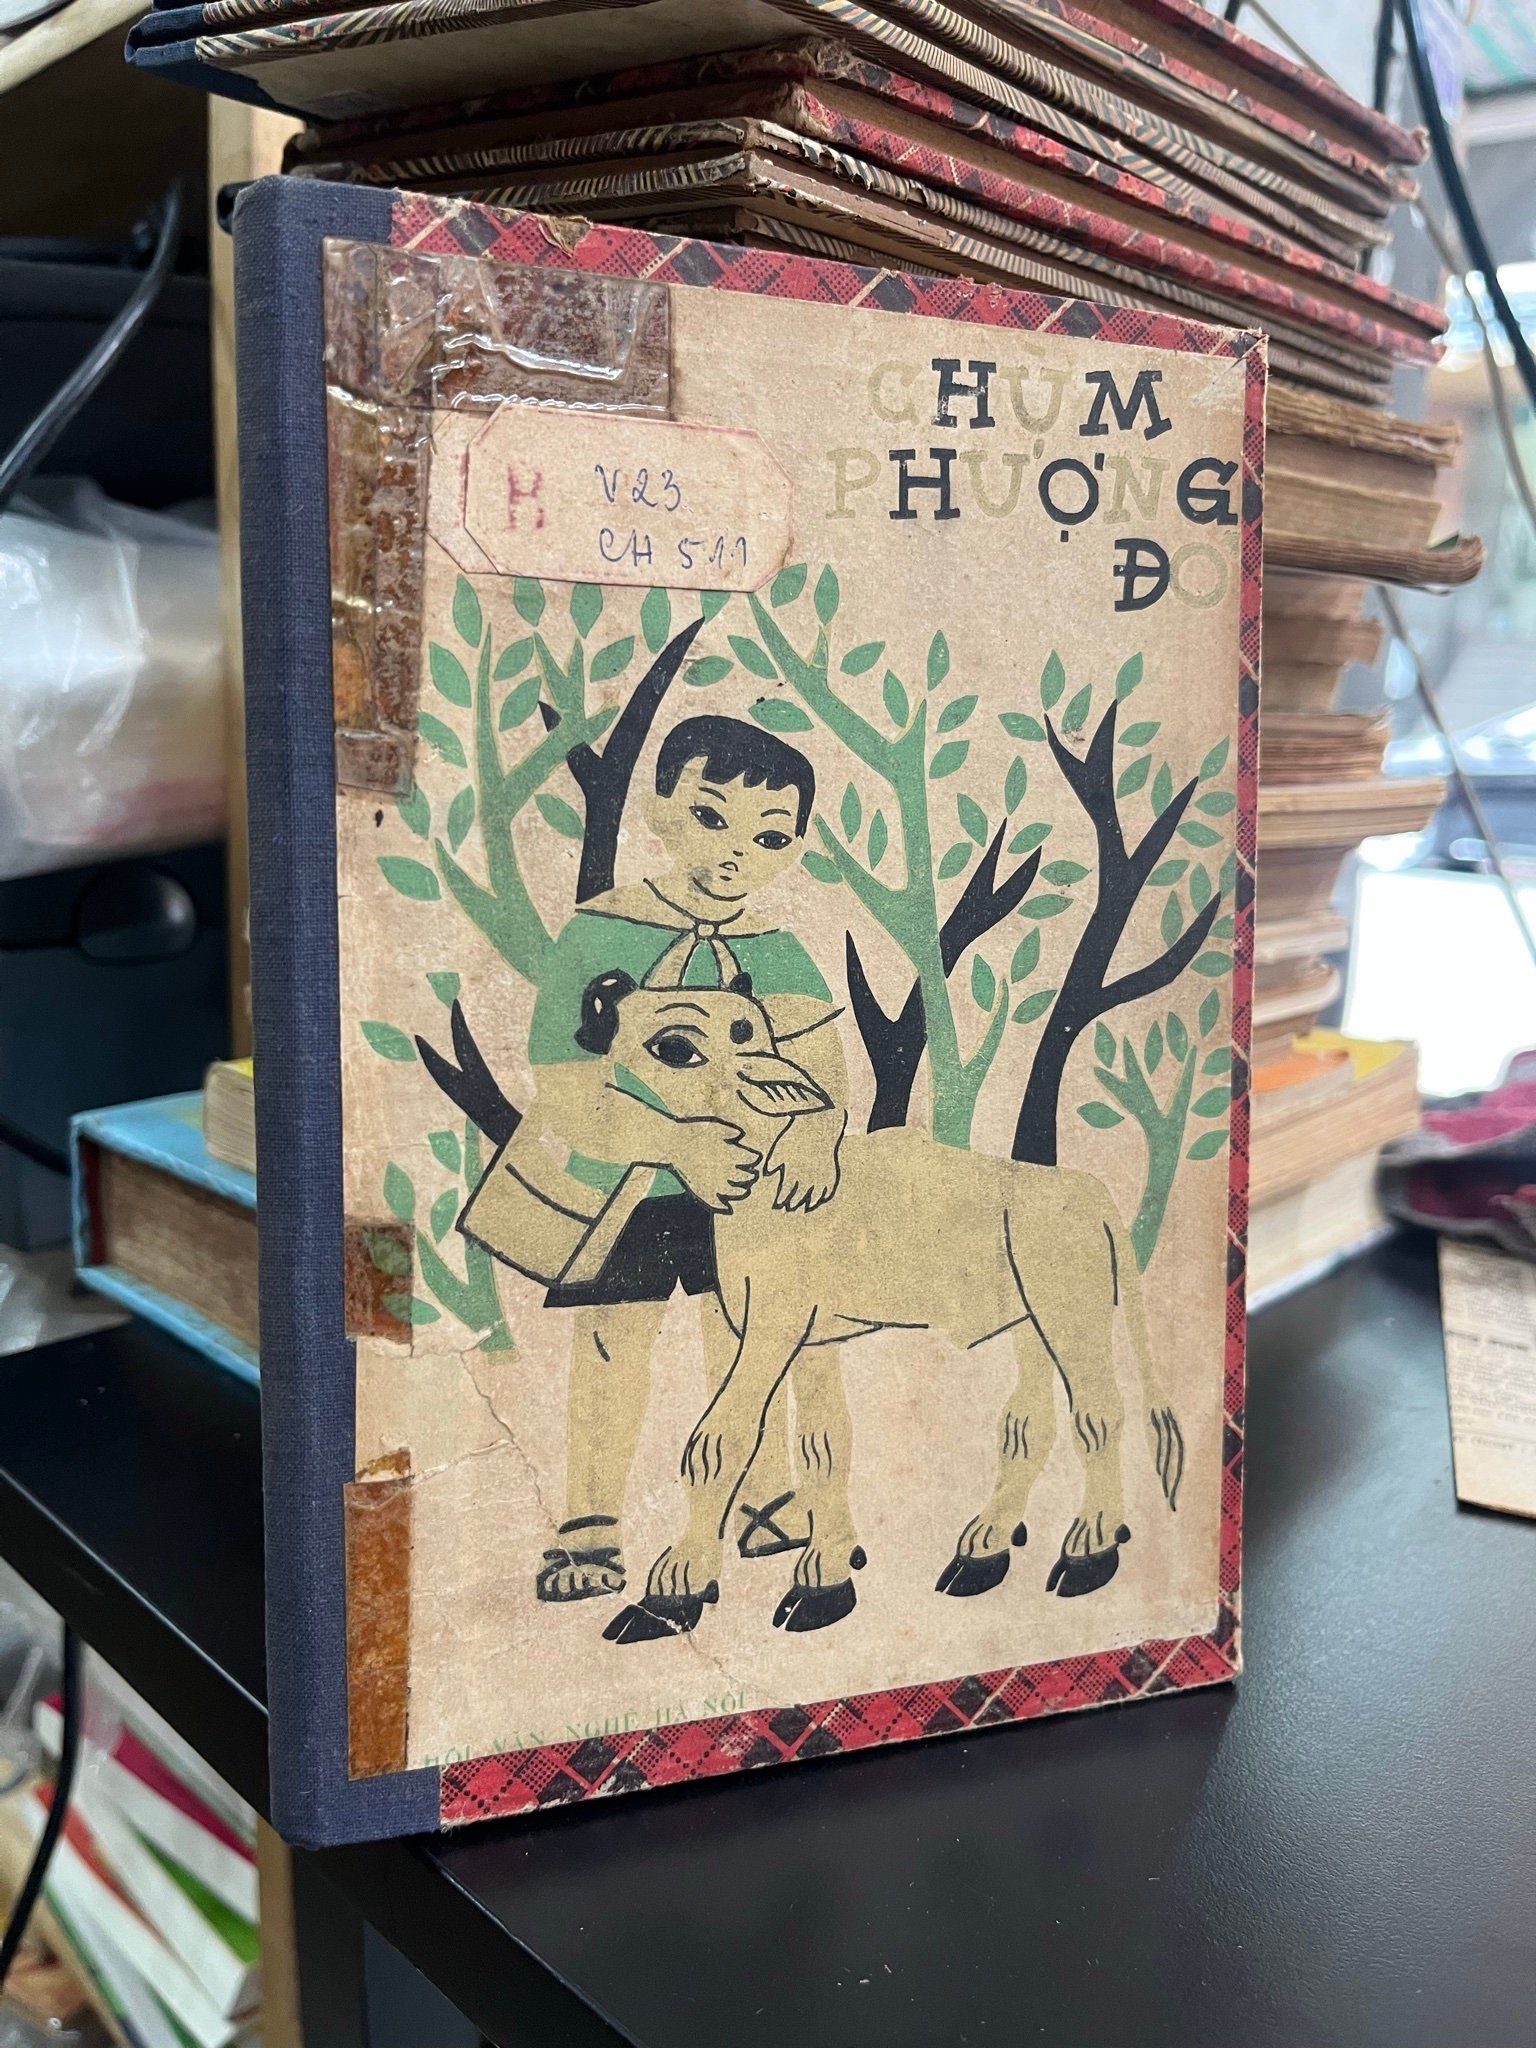 CHÙM
PHƯỢNG
ĐỎ
H
V23
CH 511
HỘI VĂN NGHỆ HÀ NỘI